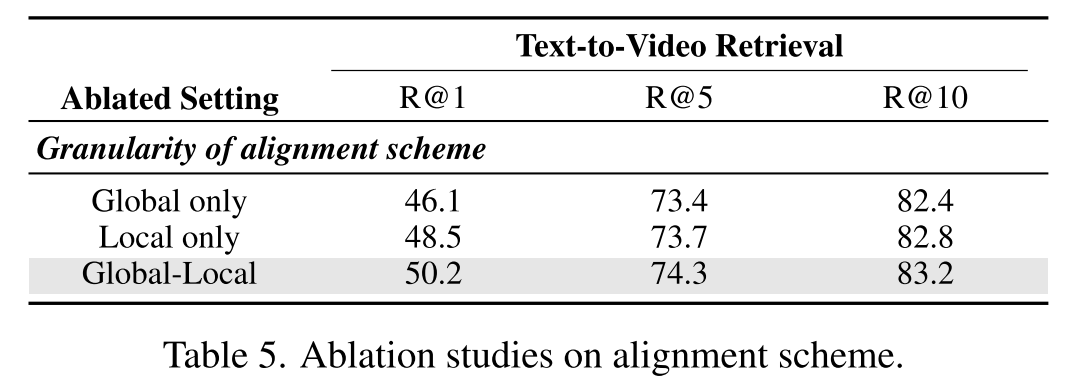 Text-to-Video Retrieval
Ablated Setting R@1 R@5 R@10
Granularity of alignment scheme
Global only 46.1 73.4 82.4
Local only 48.5 73.7 82.8
Global-Local 50.2 74.3 83.2
Table 5. Ablation studies on alignment scheme.